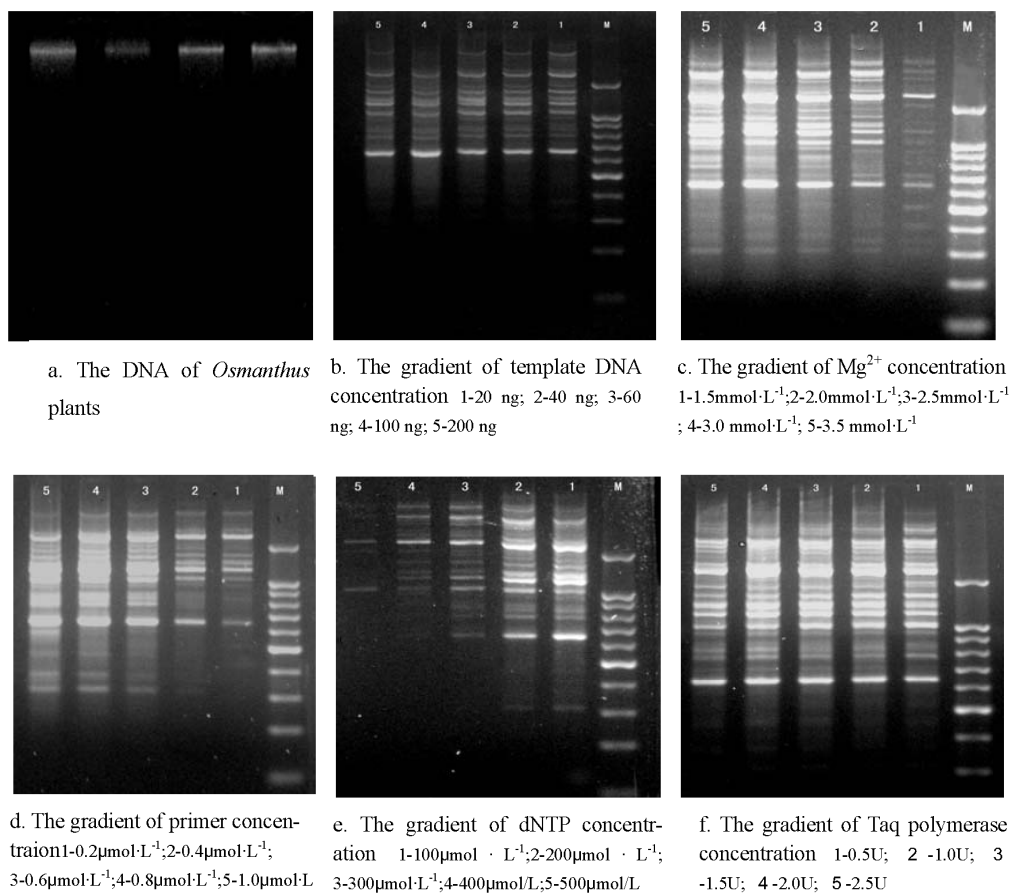 5 4 3 2 1 M
5 4 3 2 1 M
a. The DNA of Osmanthus
plants
b. The gradient of template DNA
concentration 1-20 ng; 2-40 ng; 3-60
ng; 4-100 ng; 5-200 ng
c. The gradient of Mg²⁺ concentration
1-1.5mmol·L⁻¹;2-2.0mmol·L⁻¹;3-2.5mmol·L⁻¹
; 4-3.0 mmol·L⁻¹; 5-3.5 mmol·L⁻¹
5 4 3 2 1 M
5 4 3 2 1 M
5 4 3 2 1 M
d. The gradient of primer concen-
traion1-0.2μmol·L⁻¹;2-0.4μmol·L⁻¹;
3-0.6μmol·L⁻¹;4-0.8μmol·L⁻¹;5-1.0μmol·L
e. The gradient of dNTP concentr-
ation 1-100μmol · L⁻¹;2-200μmol · L⁻¹;
3-300μmol·L⁻¹;4-400μmol/L;5-500μmol/L
f. The gradient of Taq polymerase
concentration 1-0.5U; 2 -1.0U; 3
-1.5U; 4 -2.0U; 5 -2.5U